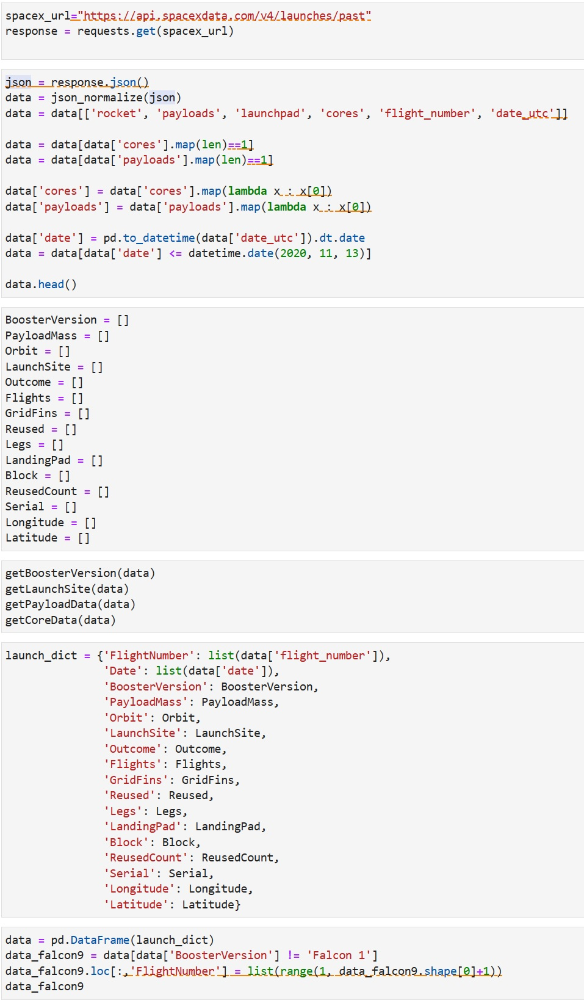 spacex_url="https://api.spacexdata.com/v4/launches/past"
response = requests.get(spacex_url)
json = response.json()
data = json_normalize(json)
data = data[['rocket', 'payloads', 'launchpad', 'cores', 'flight_number', 'date_utc']]
data = data[data['cores'].map(len)==1]
data = data[data['payloads'].map(len)==1]
data['cores'] = data['cores'].map(lambda x : x[0])
data['payloads'] = data['payloads'].map(lambda x : x[0])
data['date'] = pd.to_datetime(data['date_utc']).dt.date
data = data[data['date'] <= datetime.date(2020, 11, 13)]
data.head()
BoosterVersion = []
PayloadMass = []
Orbit = []
LaunchSite = []
Outcome = []
Flights = []
GridFins = []
Reused = []
Legs = []
LandingPad = []
Block = []
ReusedCount = []
Serial = []
Longitude = []
Latitude = []
getBoosterVersion(data)
getLaunchSite(data)
getPayloadData(data)
getCoreData(data)
launch_dict = {'FlightNumber': list(data['flight_number']),
'Date': list(data['date']),
'BoosterVersion': BoosterVersion,
'PayloadMass': PayloadMass,
'Orbit': Orbit,
'LaunchSite': LaunchSite,
'Outcome': Outcome,
'Flights': Flights,
'GridFins': GridFins,
'Reused': Reused,
'Legs': Legs,
'LandingPad': LandingPad,
'Block': Block,
'ReusedCount': ReusedCount,
'Serial': Serial,
'Longitude': Longitude,
'Latitude': Latitude}
data = pd.DataFrame(launch_dict)
data_falcon9 = data[data['BoosterVersion'] != 'Falcon 1']
data_falcon9.loc[:,'FlightNumber'] = list(range(1, data_falcon9.shape[0]+1))
data_falcon9